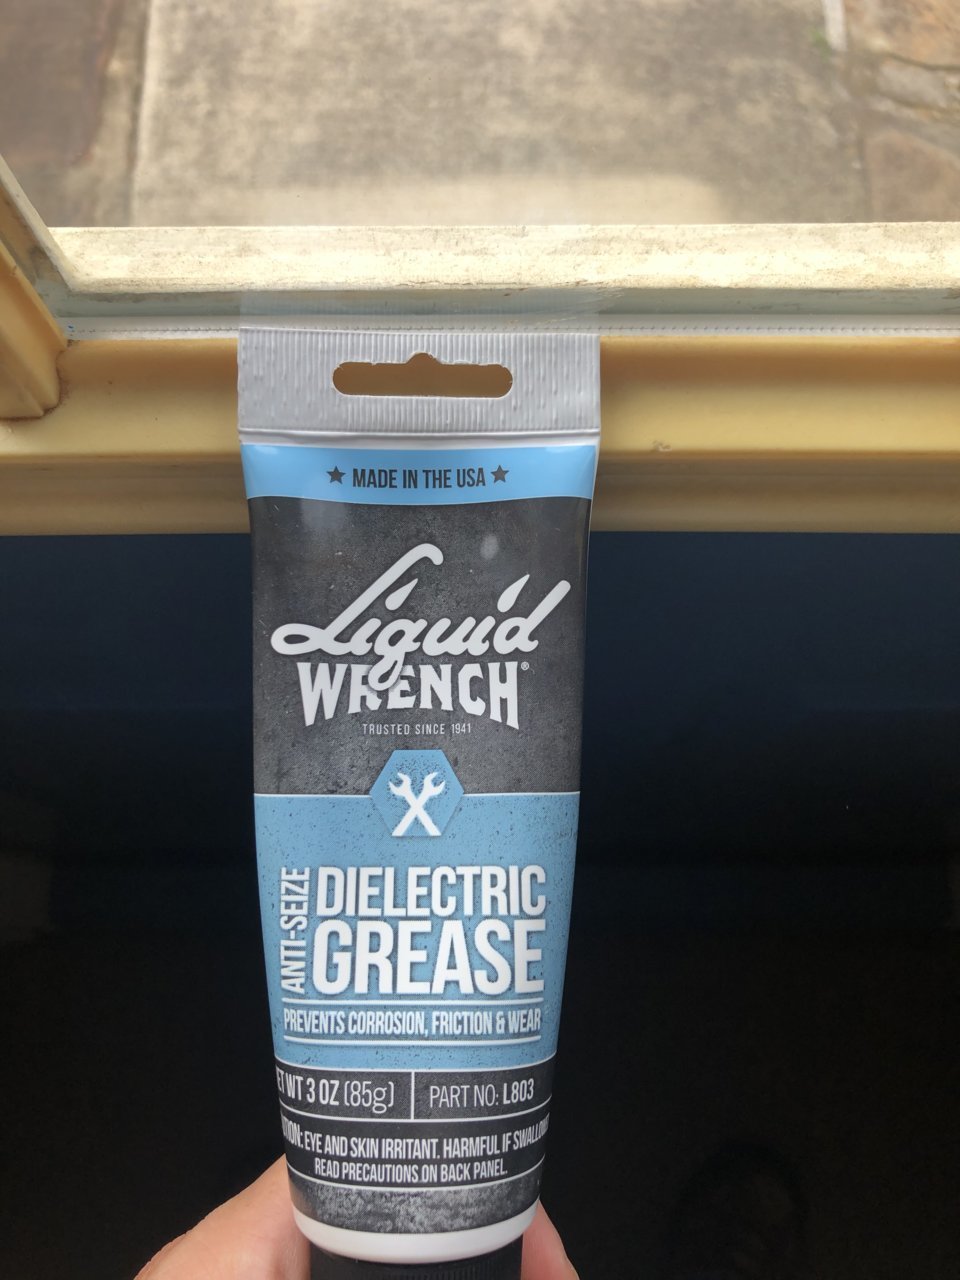 ★ MADE IN THE USA ★
Liquid
WRENCH®
TRUSTED SINCE 1941
ANTI-SEIZE
DIELECTRIC
GREASE
PREVENTS CORROSION, FRICTION & WEAR
WT 3 OZ (85g)
PART NO: L803
EYE AND SKIN IRRITANT. HARMFUL IF
READ PRECAUTIONS ON BACK PANEL.